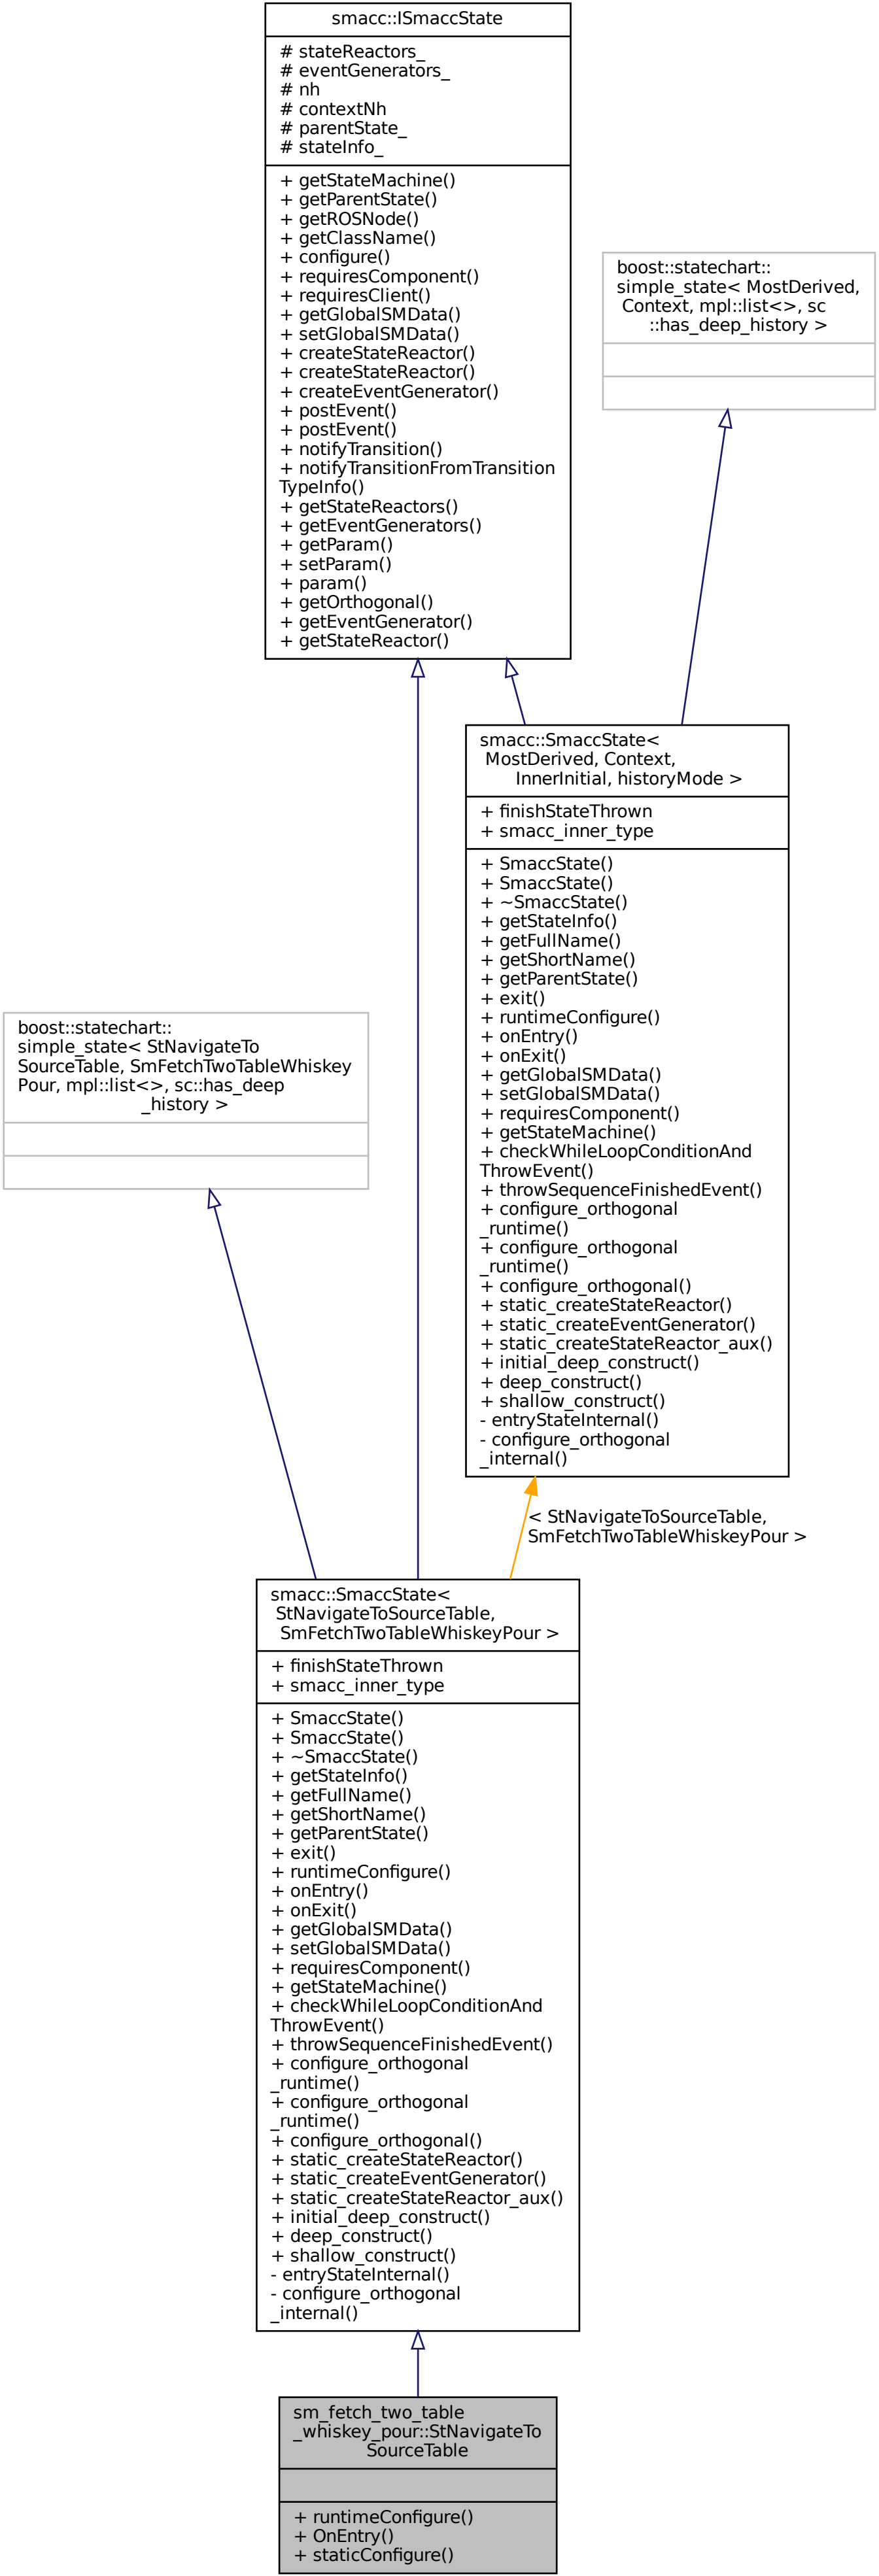 smacc::ISmaccState
# stateReactors_
# eventGenerators_
# nh
# contextNh
# parentState_
# stateInfo_
+ getStateMachine()
+ getParentState()
+ getROSNode()
+ getClassName()
+ configure()
+ requiresComponent()
+ requiresClient()
+ getGlobalSMData()
+ setGlobalSMData()
+ createStateReactor()
+ createStateReactor()
+ createEventGenerator()
+ postEvent()
+ postEvent()
+ notifyTransition()
+ notifyTransitionFromTransition
TypeInfo()
+ getStateReactors()
+ getEventGenerators()
+ getParam()
+ setParam()
+ param()
+ getOrthogonal()
+ getEventGenerator()
+ getStateReactor()
boost::statechart::
simple_state< MostDerived,
Context, mpl::list<>, sc
::has_deep_history >
smacc::SmaccState<
MostDerived, Context,
InnerInitial, historyMode >
+ finishStateThrown
+ smacc_inner_type
+ SmaccState()
+ SmaccState()
+ ~SmaccState()
+ getStateInfo()
+ getFullName()
+ getShortName()
+ getParentState()
+ exit()
+ runtimeConfigure()
+ onEntry()
+ onExit()
+ getGlobalSMData()
+ setGlobalSMData()
+ requiresComponent()
+ getStateMachine()
+ checkWhileLoopConditionAnd
ThrowEvent()
+ throwSequenceFinishedEvent()
+ configure_orthogonal
_runtime()
+ configure_orthogonal
_runtime()
+ configure_orthogonal()
+ static_createStateReactor()
+ static_createEventGenerator()
+ static_createStateReactor_aux()
+ initial_deep_construct()
+ deep_construct()
+ shallow_construct()
- entryStateInternal()
- configure_orthogonal
_internal()
boost::statechart::
simple_state< StNavigateTo
SourceTable, SmFetchTwoTableWhiskey
Pour, mpl::list<>, sc::has_deep
_history >
< StNavigateToSourceTable,
SmFetchTwoTableWhiskeyPour >
smacc::SmaccState<
StNavigateToSourceTable,
SmFetchTwoTableWhiskeyPour >
+ finishStateThrown
+ smacc_inner_type
+ SmaccState()
+ SmaccState()
+ ~SmaccState()
+ getStateInfo()
+ getFullName()
+ getShortName()
+ getParentState()
+ exit()
+ runtimeConfigure()
+ onEntry()
+ onExit()
+ getGlobalSMData()
+ setGlobalSMData()
+ requiresComponent()
+ getStateMachine()
+ checkWhileLoopConditionAnd
ThrowEvent()
+ throwSequenceFinishedEvent()
+ configure_orthogonal
_runtime()
+ configure_orthogonal
_runtime()
+ configure_orthogonal()
+ static_createStateReactor()
+ static_createEventGenerator()
+ static_createStateReactor_aux()
+ initial_deep_construct()
+ deep_construct()
+ shallow_construct()
- entryStateInternal()
- configure_orthogonal
_internal()
sm_fetch_two_table
_whiskey_pour::StNavigateTo
SourceTable
+ runtimeConfigure()
+ OnEntry()
+ staticConfigure()